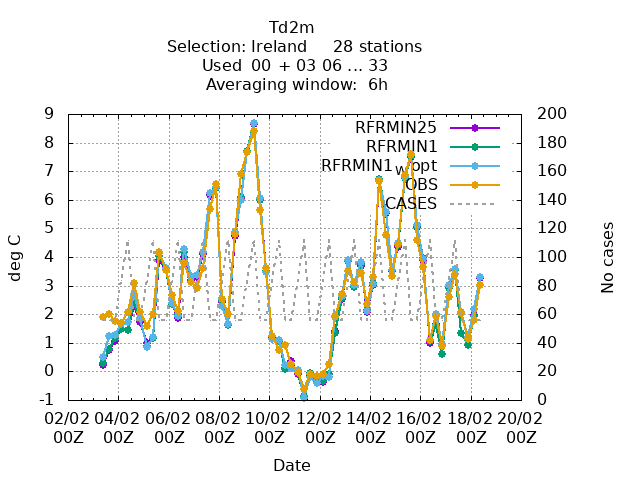 Td2m
Selection: Ireland 28 stations
Used 00 + 03 06 ... 33
Averaging window: 6h
deg C
9
8
7
6
5
4
3
2
1
0
-1
RFRMIN25
RFRMIN1
RFRMIN1wopt
OBS
CASES
200
180
160
140
120
100
80
60
40
20
0
No cases
02/02 04/02 06/02 08/02 10/02 12/02 14/02 16/02 18/02 20/02
00Z 00Z 00Z 00Z 00Z 00Z 00Z 00Z 00Z 00Z
Date